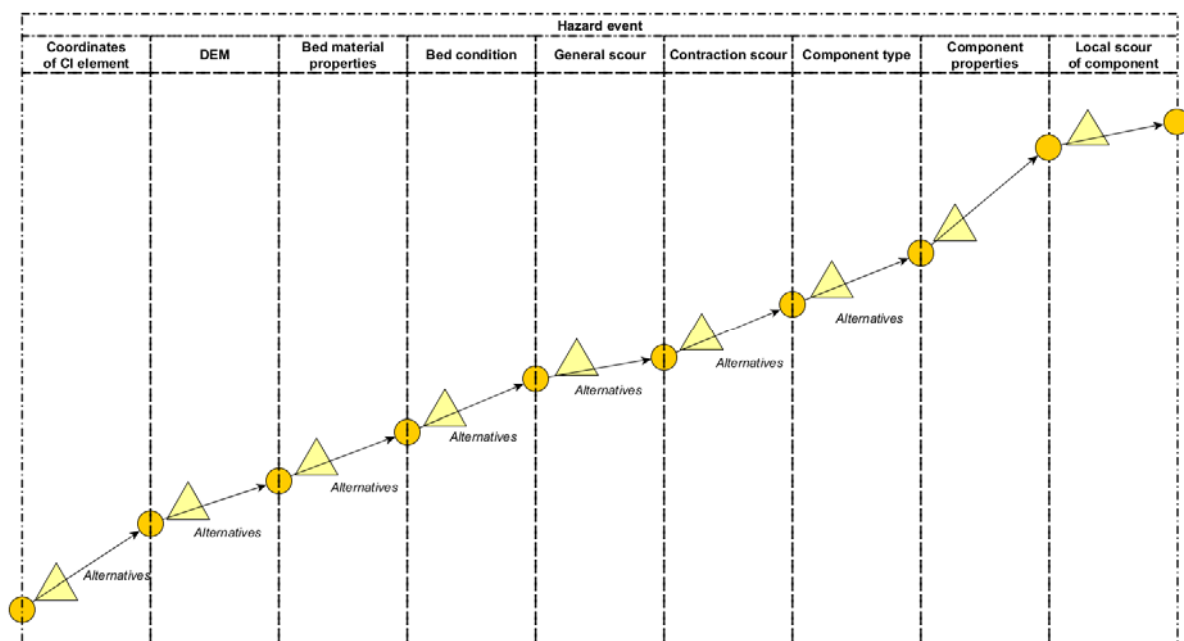 Hazard event
Coordinates
of CI element
DEM
Bed material
properties
Bed condition
General scour
Contraction scour
Component type
Component
properties
Local scour
of component
Alternatives
Alternatives
Alternatives
Alternatives
Alternatives
Alternatives
Alternatives